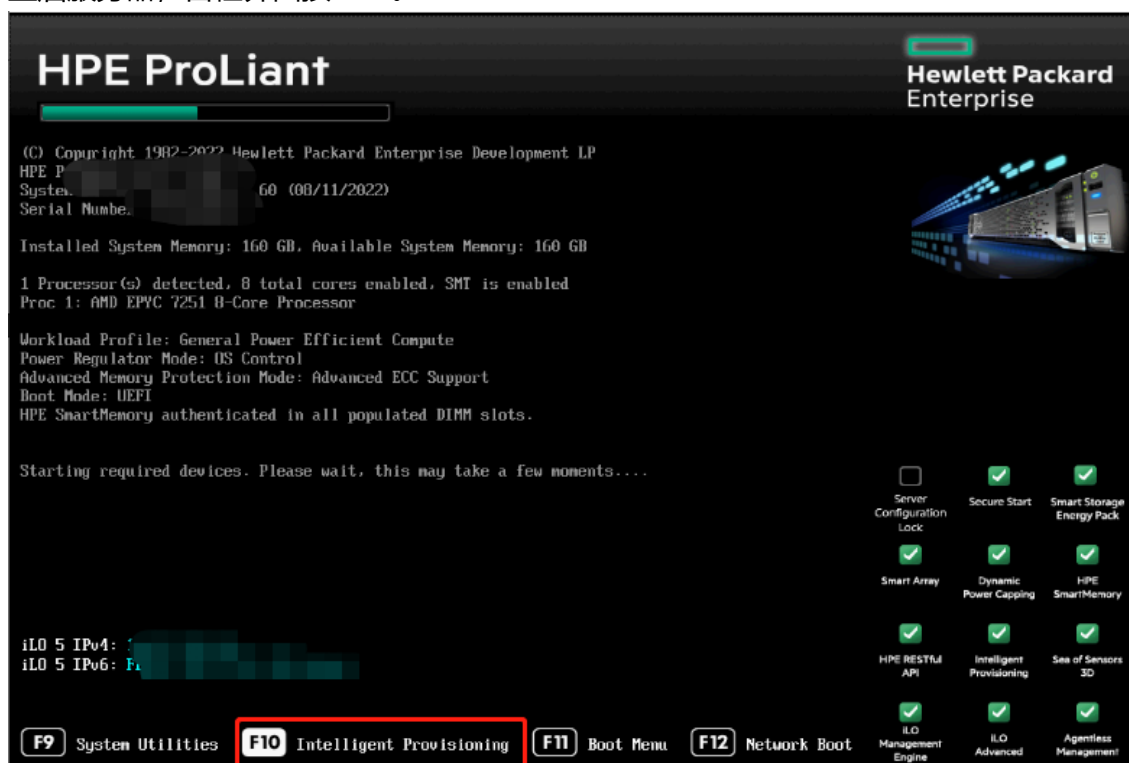 HPE ProLiant
Hewlett Packard
Enterprise
(C) Copyright 1982-2022 Hewlett Packard Enterprise Development LP
HPE
60 (08/11/2022)
Serial
Installed System Memory: 160 GB, Available System Memory: 160 GB
1 Processor(s) detected, 8 total cores enabled, SMT is enabled
Proc 1: AMD EPYC 7251 8-Core Processor
Workload Profile: General Power Efficient Compute
Power Regulator Mode: OS Control
Advanced Memory Protection Mode: Advanced ECC Support
Boot Mode: UEFI
HPE SmartMemory authenticated in all populated DIMM slots.
Starting required devices. Please wait, this may take a few moments....
Server Configuration Lock
Secure Start
Smart Storage Energy Pack
Smart Array
Dynamic Power Capping
HPE SmartMemory
iLO 5 IPv4:
iLO 5 IPv6:
HPE RESTful API
Intelligent Provisioning
Sea of Sensors 3D
iLO Management Engine
iLO Advanced
Agentless Management
F9 System Utilities F10 Intelligent Provisioning F11 Boot Menu F12 Network Boot